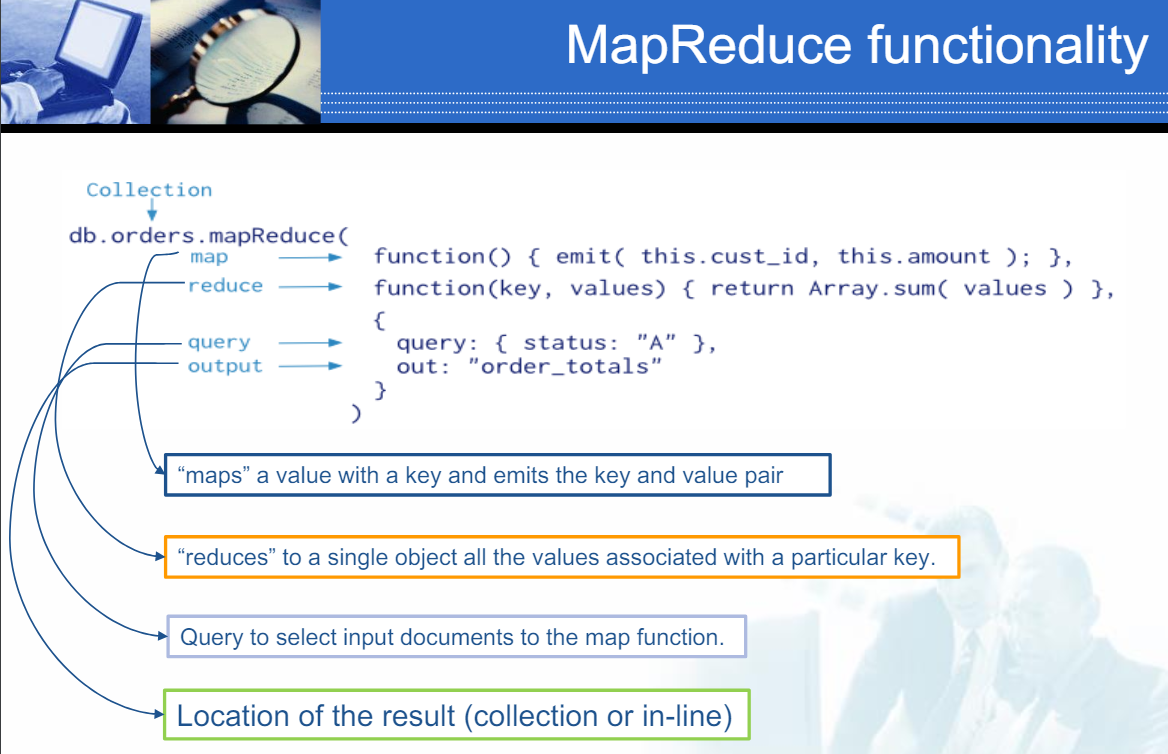 MapReduce functionality
Collection
db.orders.mapReduce(
map function() { emit( this.cust_id, this.amount ); },
reduce function(key, values) { return Array.sum( values ) },
{
query query: { status: "A" },
output out: "order_totals"
}
)
“maps” a value with a key and emits the key and value pair
“reduces” to a single object all the values associated with a particular key.
Query to select input documents to the map function.
Location of the result (collection or in-line)